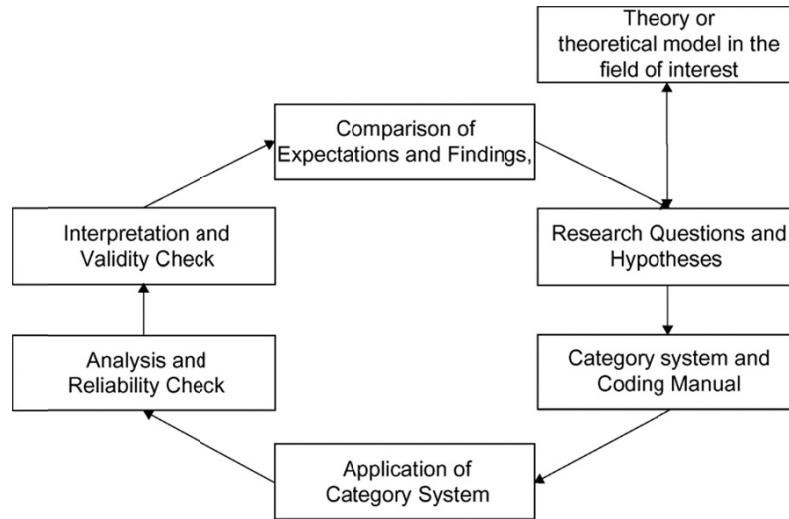 Theory or
theoretical model in the
field of interest
Comparison of
Expectations and Findings,
Interpretation and
Validity Check
Research Questions and
Hypotheses
Analysis and
Reliability Check
Category system and
Coding Manual
Application of
Category System